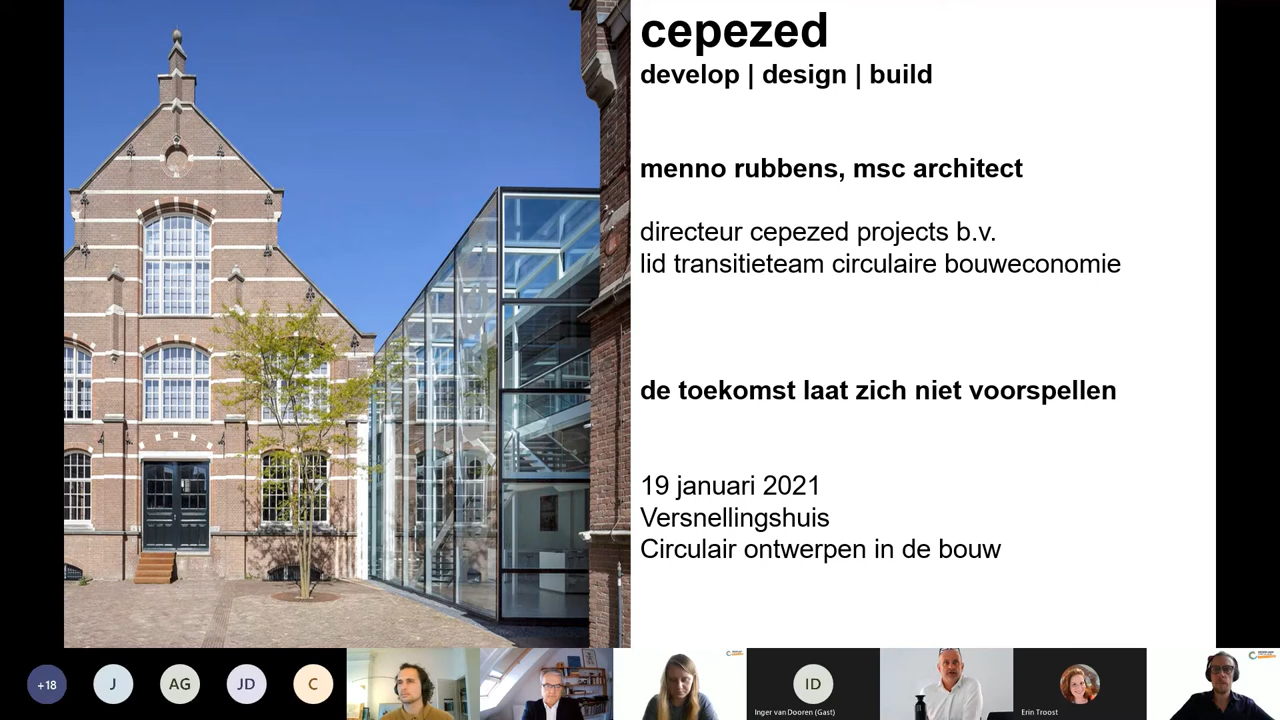 cepezed
develop | design | build
menno rubbens, msc architect
directeur cepezed projects b.v.
lid transitieteam circulaire bouweconomie
de toekomst laat zich niet voorspellen
19 januari 2021
Versnellingshuis
Circulair ontwerpen in de bouw
+18
J
AG
JD
C
ID
Inger van Dooren (Gast)
Erin Troost